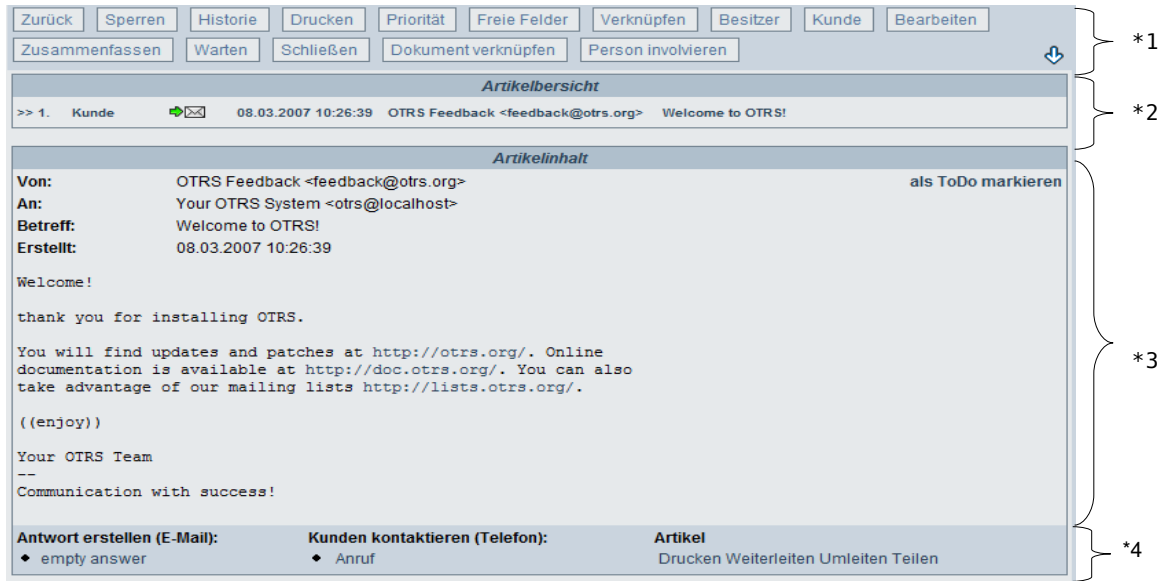 Zurück Sperren Historie Drucken Priorität Freie Felder Verknüpfen Besitzer Kunde Bearbeiten
Zusammenfassen Warten Schließen Dokument verknüpfen Person involvieren
*1
Artikelbersicht
>> 1. Kunde 08.03.2007 10:26:39 OTRS Feedback <feedback@otrs.org> Welcome to OTRS!
*2
Artikelinhalt
Von: OTRS Feedback <feedback@otrs.org> als ToDo markieren
An: Your OTRS System <otrs@localhost>
Betreff: Welcome to OTRS!
Erstellt: 08.03.2007 10:26:39
Welcome!
thank you for installing OTRS.
You will find updates and patches at http://otrs.org/. Online
documentation is available at http://doc.otrs.org/. You can also
take advantage of our mailing lists http://lists.otrs.org/.
*3
((enjoy))
Your OTRS Team
--
Communication with success!
Antwort erstellen (E-Mail): Kunden kontaktieren (Telefon): Artikel
empty answer Anruf Drucken Weiterleiten Umleiten Teilen
*4